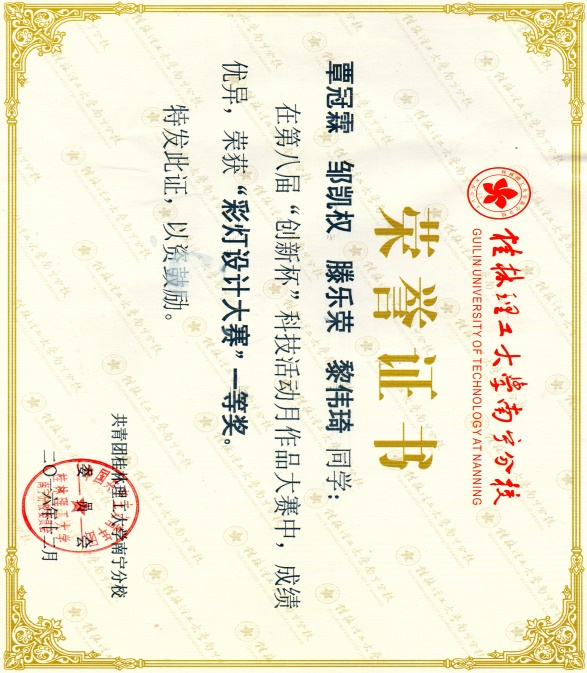 桂林理工大学南宁分校
GUILIN UNIVERSITY OF TECHNOLOGY AT NANNING
荣誉证书
覃冠霖 邹凯权 滕乐荣 黎伟琦 同学：
在第八届“创新杯”科技活动月作品大赛中，成绩
优异，荣获“彩灯设计大赛”一等奖。
特发此证，以资鼓励。
共青团桂林理工大学南宁分校
委员会
二〇一六年十二月